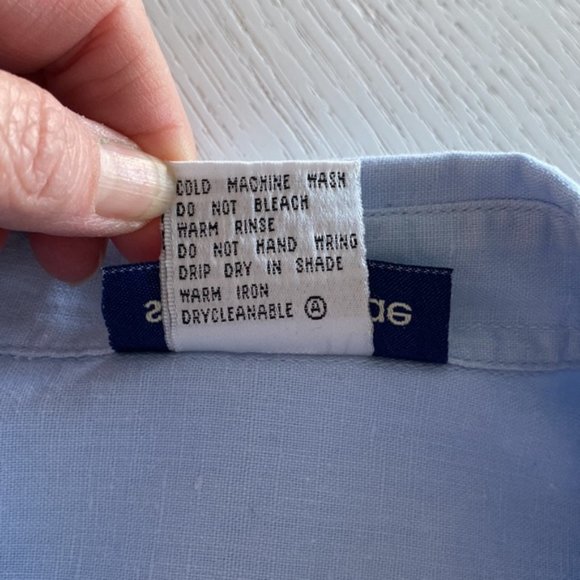 COLD MACHINE WASH
DO NOT BLEACH
WARM RINSE
DO NOT HAND WRING
DRIP DRY IN SHADE
WARM IRON
DRYCLEANABLE Ⓐ